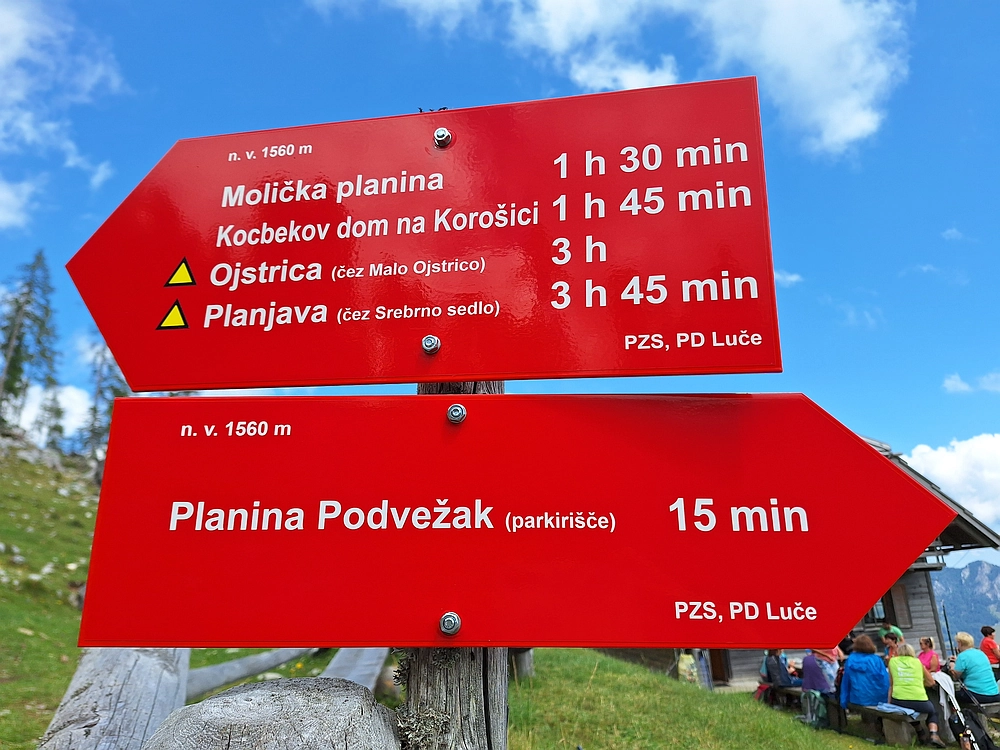 n. v. 1560 m
Molička planina 1 h 30 min
Kocbekov dom na Korošici 1 h 45 min
Ojstrica (čez Malo Ojstrico) 3 h
Planjava (čez Srebrno sedlo) 3 h 45 min
PZS, PD Luče
n. v. 1560 m
Planina Podvežak (parkirišče) 15 min
PZS, PD Luče